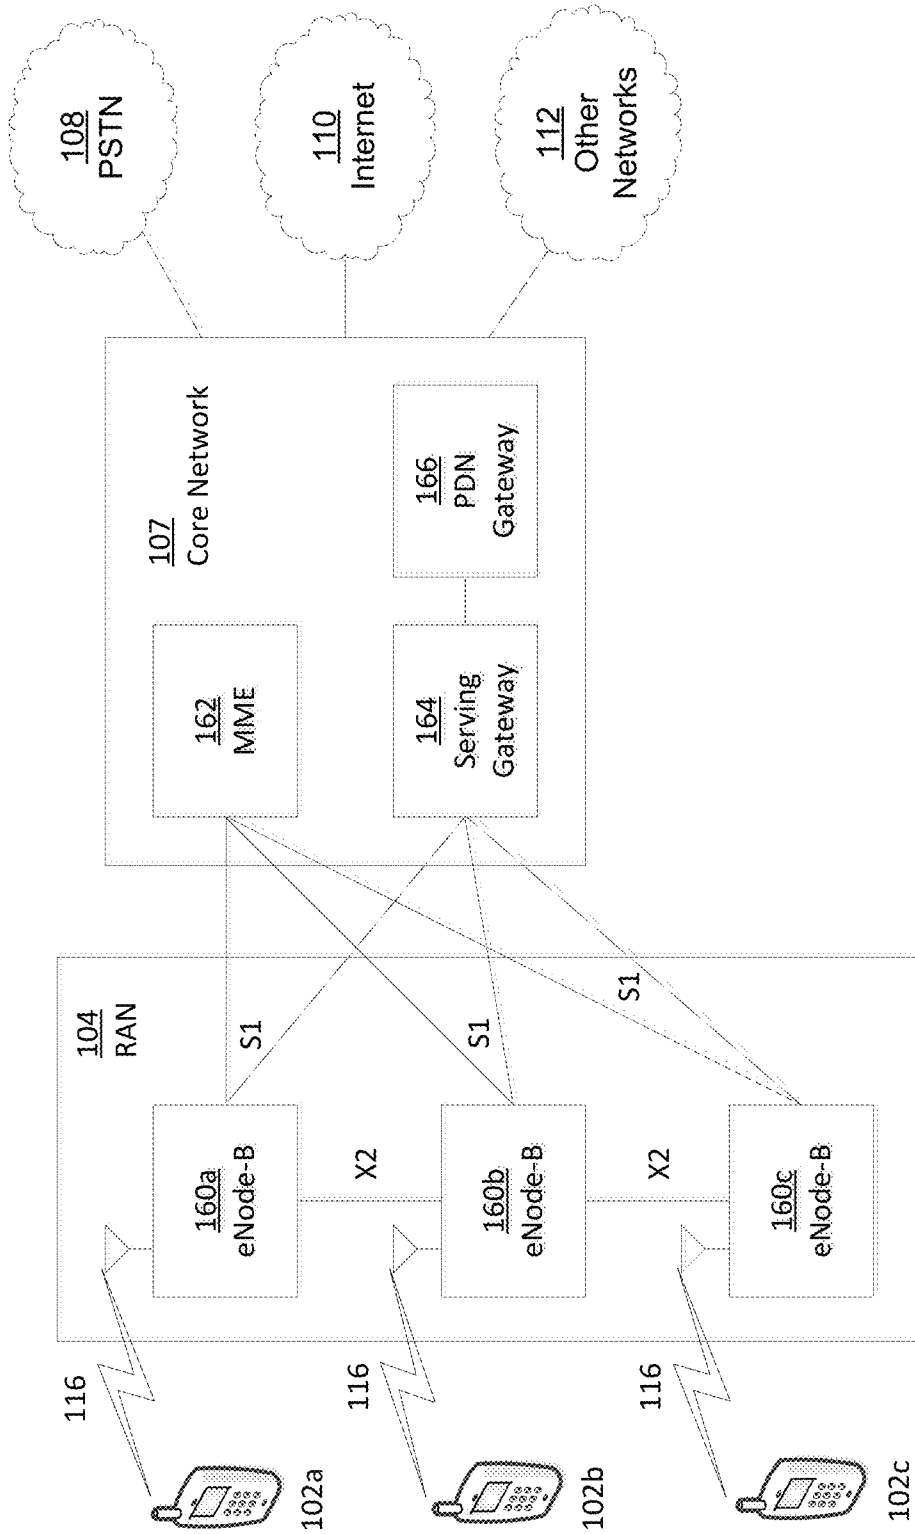 102a
116
104
RAN
160a
eNode-B
S1
X2
102b
116
160b
eNode-B
S1
X2
102c
116
160c
eNode-B
S1
107
Core Network
162
MME
164
Serving
Gateway
166
PDN
Gateway
108
PSTN
110
Internet
112
Other
Networks